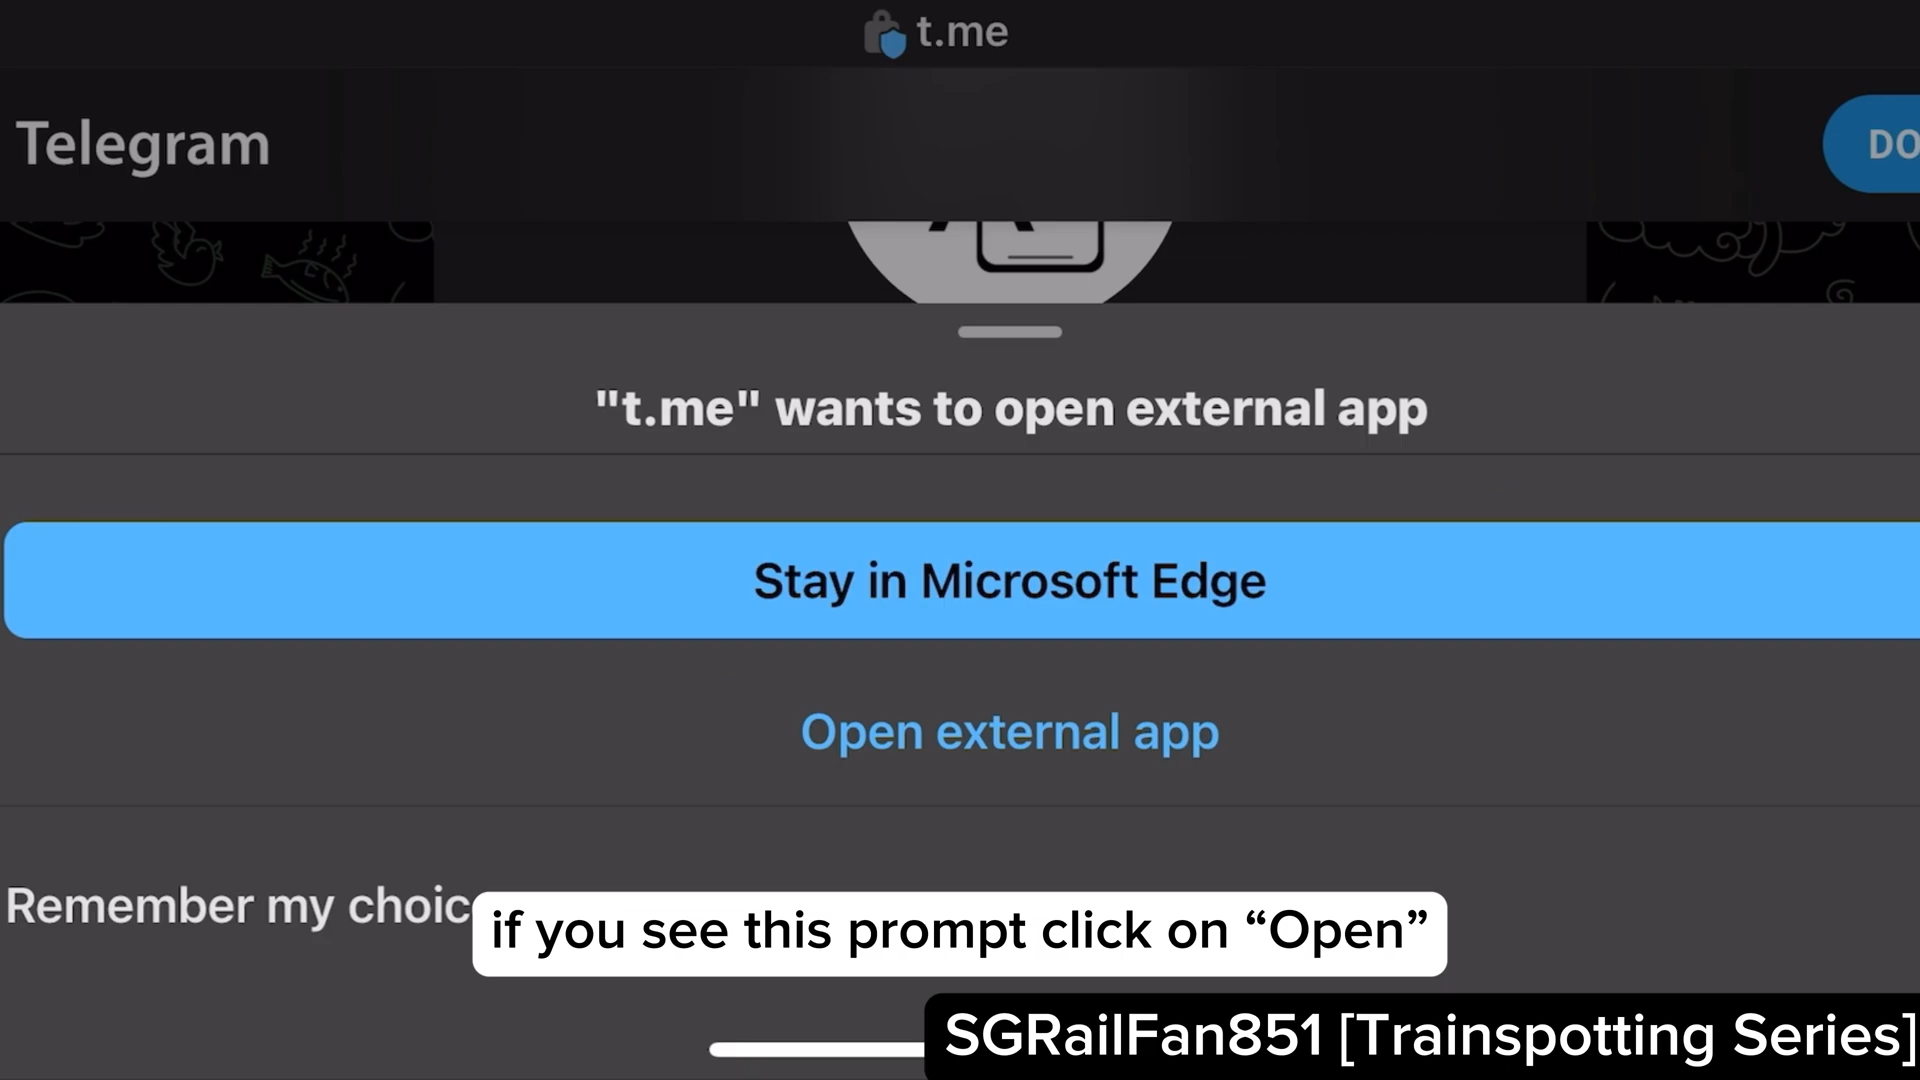 t.me
Telegram
DO
"t.me" wants to open external app
Stay in Microsoft Edge
Open external app
Remember my choic
if you see this prompt click on “Open”
SGRailFan851 [Trainspotting Series]